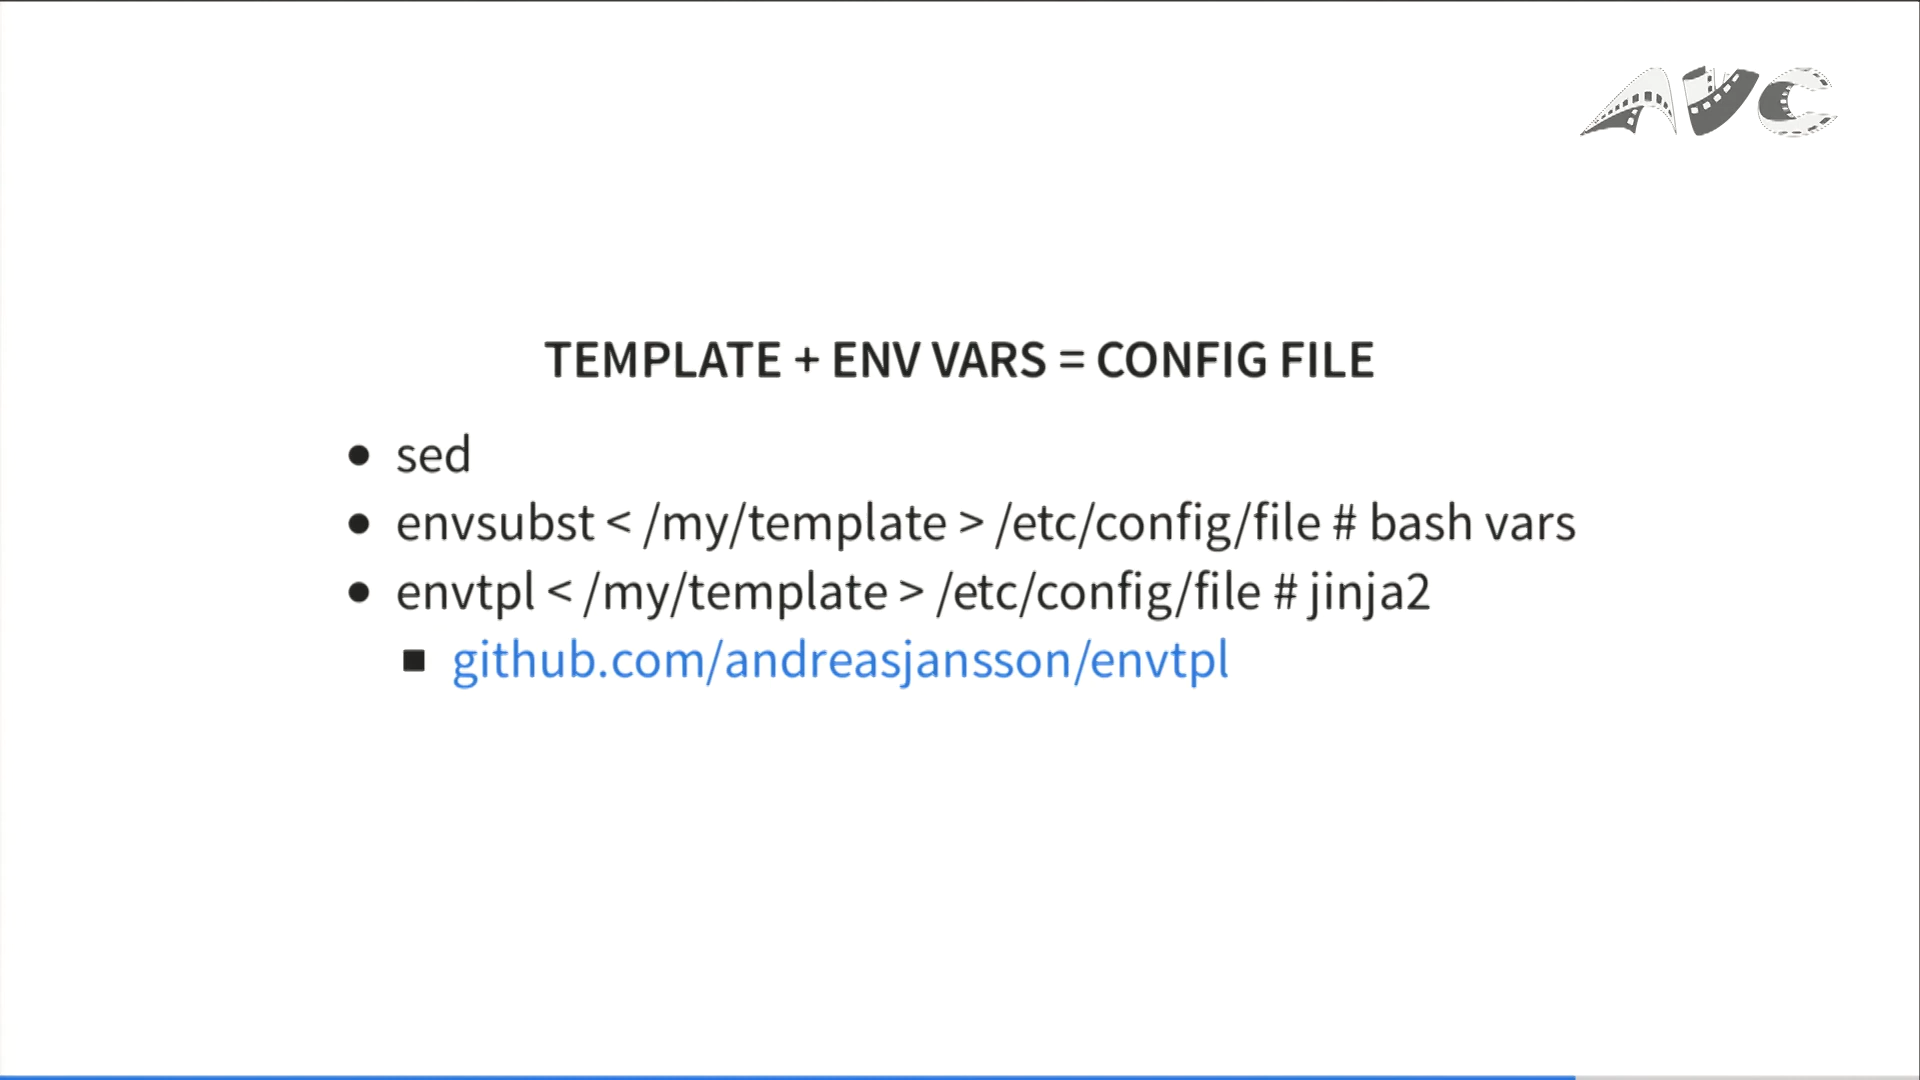 AVC
TEMPLATE + ENV VARS = CONFIG FILE
sed
envsubst < /my/template > /etc/config/file # bash vars
envtpl < /my/template > /etc/config/file # jinja2
github.com/andreasjansson/envtpl